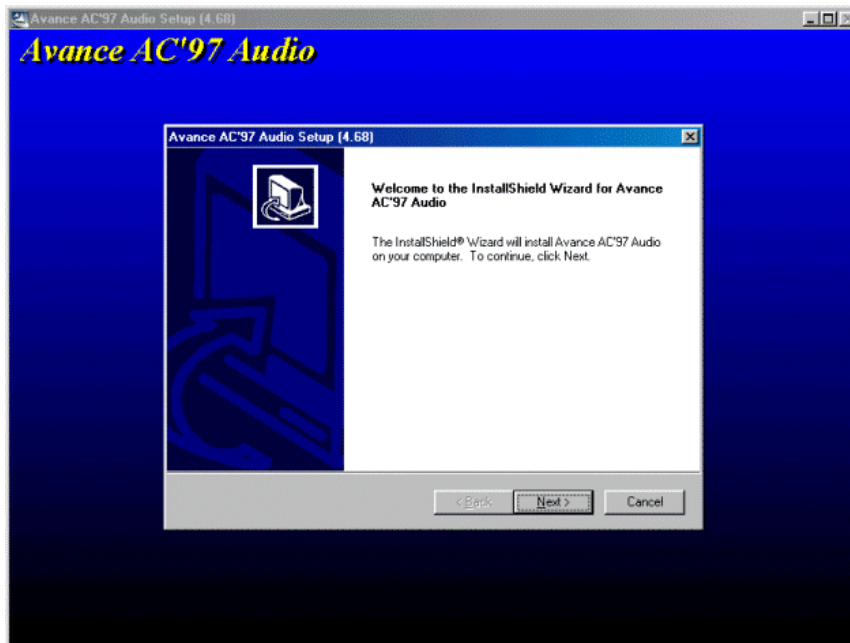 Avance AC'97 Audio Setup (4.68)
Avance AC'97 Audio
Avance AC'97 Audio Setup (4.68)
Welcome to the InstallShield Wizard for Avance
AC'97 Audio
The InstallShield® Wizard will install Avance AC'97 Audio
on your computer. To continue, click Next.
< Back
Next >
Cancel